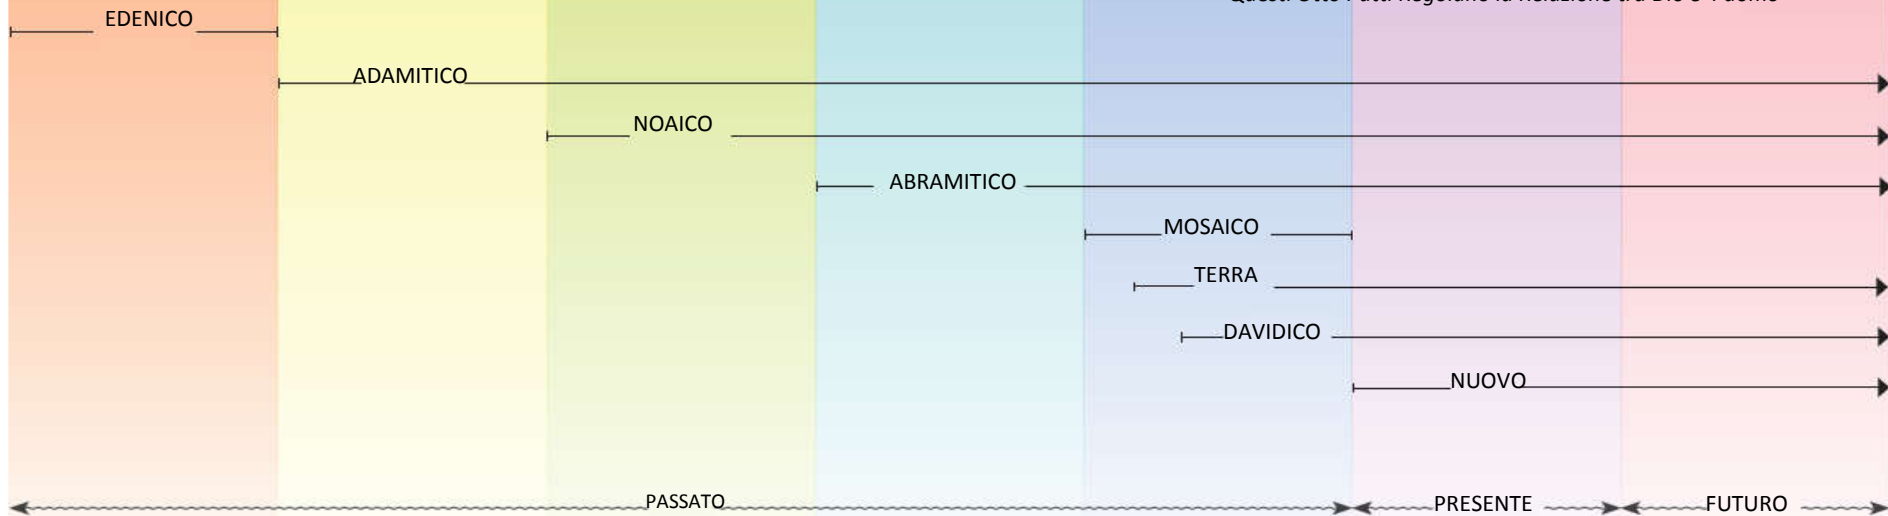 EDENICO
ADAMITICO
NOAICO
ABRAMITICO
MOSAICO
TERRA
DAVIDICO
NUOVO
PASSATO PRESENTE FUTURO